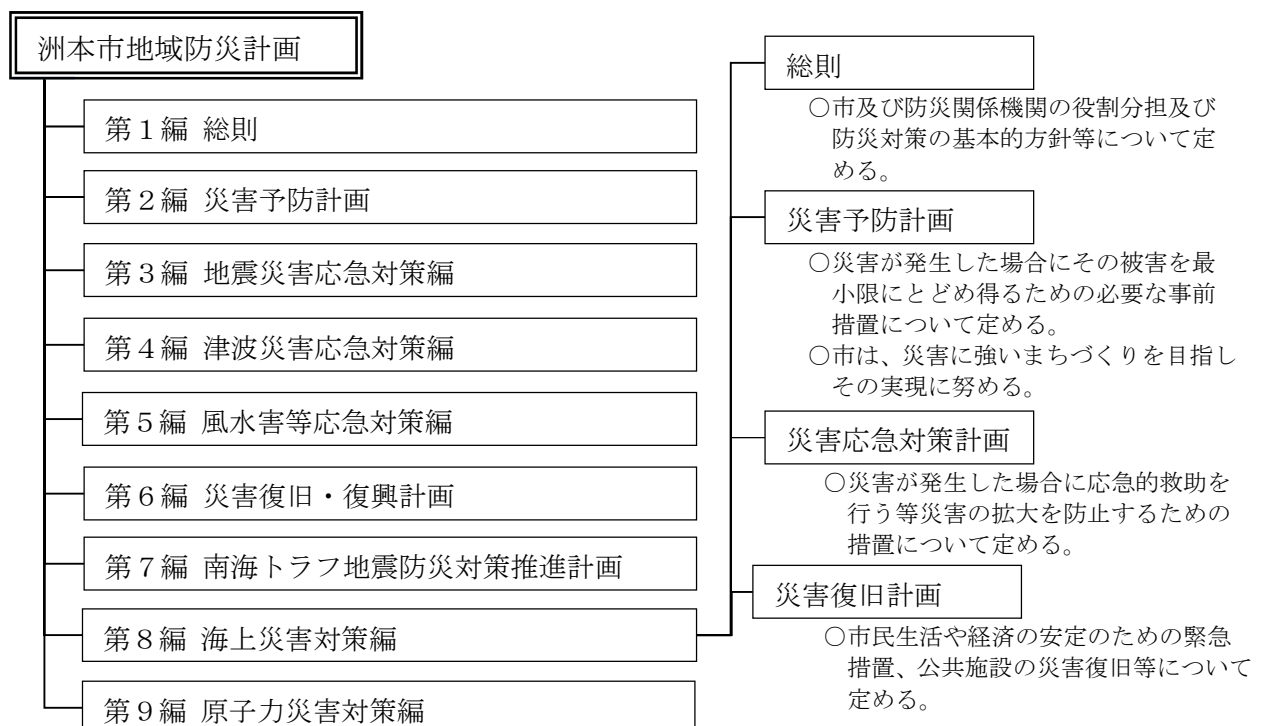 洲本市地域防災計画
第1編 総則
第2編 災害予防計画
第3編 地震災害応急対策編
第4編 津波災害応急対策編
第5編 風水害等応急対策編
第6編 災害復旧・復興計画
第7編 南海トラフ地震防災対策推進計画
第8編 海上災害対策編
第9編 原子力災害対策編
総則
○市及び防災関係機関の役割分担及び
防災対策の基本的方針等について定
める。
災害予防計画
○災害が発生した場合にその被害を最
小限にとどめ得るための必要な事前
措置について定める。
○市は、災害に強いまちづくりを目指し
その実現に努める。
災害応急対策計画
○災害が発生した場合に応急的救助を
行う等災害の拡大を防止するための
措置について定める。
災害復旧計画
○市民生活や経済の安定のための緊急
措置、公共施設の災害復旧等について
定める。